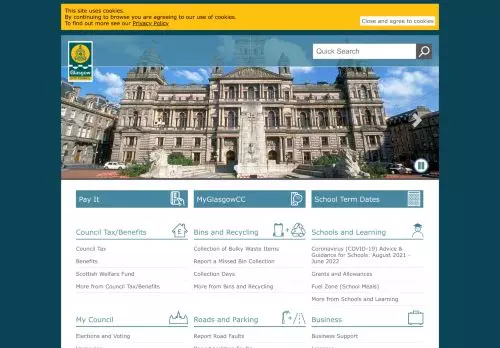 This site uses cookies.
By continuing to browse you are agreeing to our use of cookies.
To find out more see our Privacy Policy
Close and agree to cookies
Glasgow
Quick Search
Pay It
MyGlasgowCC
School Term Dates
Council Tax/Benefits
Council Tax
Benefits
Scottish Welfare Fund
More from Council Tax/Benefits
Bins and Recycling
Collection of Bulky Waste Items
Report a Missed Bin Collection
Collection Days
More from Bins and Recycling
Schools and Learning
Coronavirus (COVID-19) Advice &
Guidance for Schools: August 2021 -
June 2022
Grants and Allowances
Fuel Zone (School Meals)
More from Schools and Learning
My Council
Elections and Voting
Roads and Parking
Report Road Faults
Business
Business Support